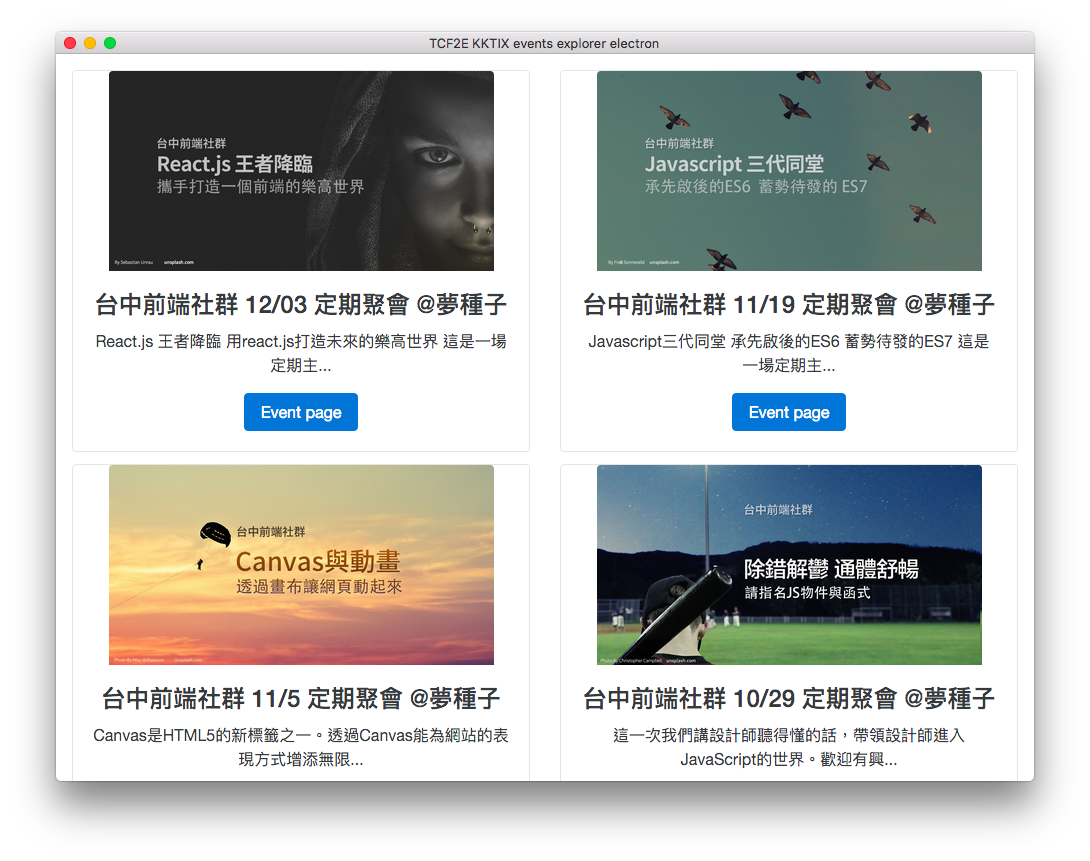 TCF2E KKTIX events explorer electron
台中前端社群
React.js 王者降臨
攜手打造一個前端的樂高世界
By Sebastian Unrau unsplash.com
台中前端社群 12/03 定期聚會 @夢種子
React.js 王者降臨 用react.js打造未來的樂高世界 這是一場
定期主...
Event page
台中前端社群
Javascript 三代同堂
承先啟後的ES6 蓄勢待發的 ES7
Sonneveld unsplash.com
台中前端社群 11/19 定期聚會 @夢種子
Javascript三代同堂 承先啟後的ES6 蓄勢待發的ES7 這是
一場定期主...
Event page
台中前端社群
Canvas與動畫
透過畫布讓網頁動起來
Photo By Unsplash.com
台中前端社群 11/5 定期聚會 @夢種子
Canvas是HTML5的新標籤之一。透過Canvas能為網站的表
現方式增添無限...
台中前端社群
除錯解鬱 通體舒暢
請指名JS物件與函式
Photo By Christopher Campbell unsplash.com
台中前端社群 10/29 定期聚會 @夢種子
這一次我們講設計師聽得懂的話，帶領設計師進入
JavaScript的世界。歡迎有興...